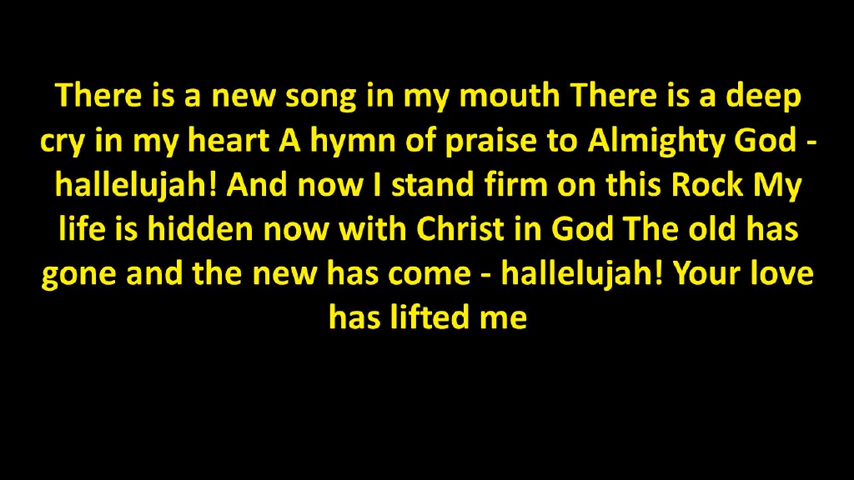 There is a new song in my mouth There is a deep
cry in my heart A hymn of praise to Almighty God -
hallelujah! And now I stand firm on this Rock My
life is hidden now with Christ in God The old has
gone and the new has come - hallelujah! Your love
has lifted me